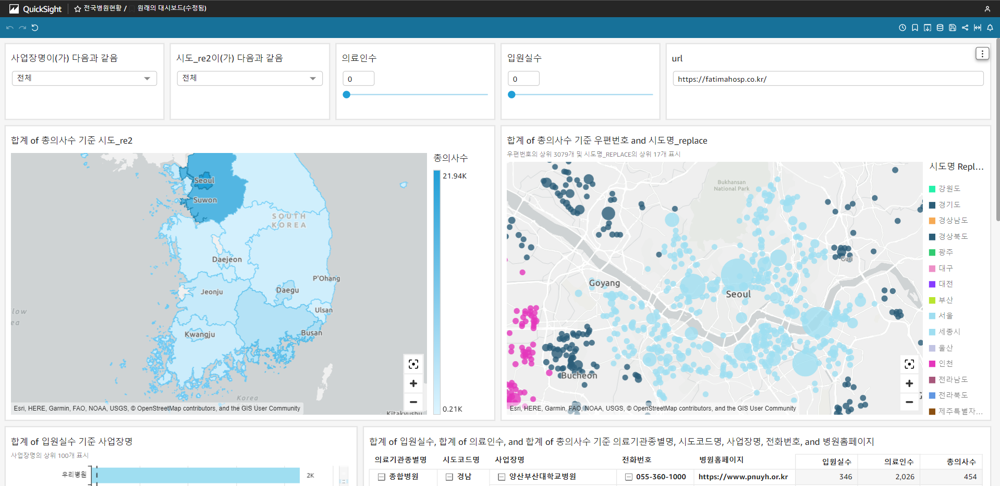 QuickSight
전국병원현황 / 원래의 대시보드(수정됨)
사업장명이(가) 다음과 같음
전체
시도_re2이(가) 다음과 같음
전체
의료인수
0
입원실수
0
url
https://fatimahosp.co.kr/
합계 of 총의사수 기준 시도_re2
Seoul
Suwon
SOUTH
KOREA
Daejeon
P'Ohang
Daegu
Jeonju
Ulsan
Busan
Kwangju
low
ea
Korea
Kitakyushu
Esri, HERE, Garmin, FAO, NOAA, USGS, © OpenStreetMap contributors, and the GIS User Community
총의사수
21.94K
0.21K
합계 of 총의사수 기준 우편번호 and 시도명_replace
우편번호의 상위 3079개 및 시도명_REPLACE의 상위 17개 표시
Bukhansan
National Park
Guri
Goyang
Seoul
Bucheon
Esri, HERE, Garmin, FAO, NOAA, USGS, © OpenStreetMap contributors, and the GIS User Community
시도명 Repl...
강원도
경기도
경상남도
경상북도
광주
대구
대전
부산
서울
세종시
울산
인천
전라남도
전라북도
제주특별자...
합계 of 입원실수 기준 사업장명
사업장명의 상위 100개 표시
우리병원
2K
합계 of 입원실수, 합계 of 의료인수, and 합계 of 총의사수 기준 의료기관종별명, 시도코드명, 사업장명, 전화번호, and 병원홈페이지
의료기관종별명 시도코드명 사업장명 전화번호 병원홈페이지 입원실수 의료인수 총의사수
종합병원 경남 양산부산대학교병원 055-360-1000 https://www.pnuyh.or.kr 346 2,026 454